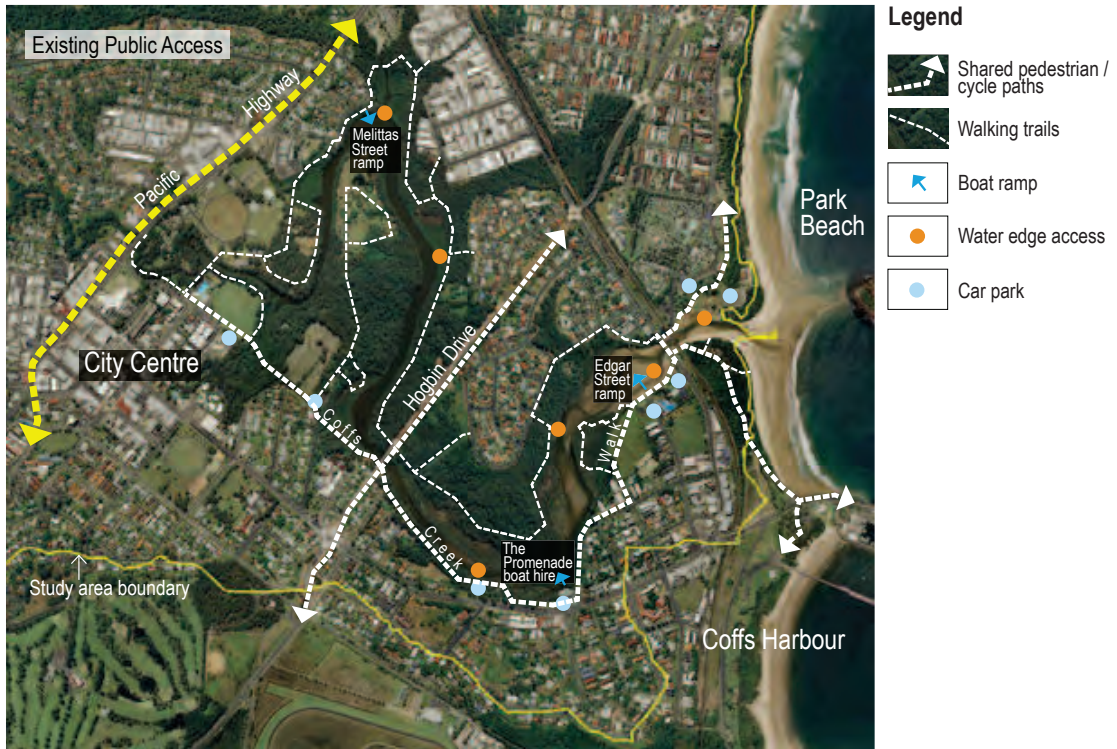 Existing Public Access
Pacific Highway
Melittas
Street
ramp
Park
Beach
City Centre
Hogbin Drive
Edgar
Street
ramp
Coffs Creek Walk
The
Promenade
boat hire
Study area boundary
Coffs Harbour
Legend
Shared pedestrian /
cycle paths
Walking trails
Boat ramp
Water edge access
Car park